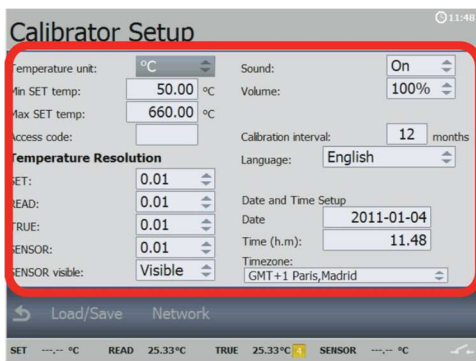 11:48
Calibrator Setup
Temperature unit: °C
Min SET temp: 50.00 °C
Max SET temp: 660.00 °C
Access code:
Temperature Resolution
SET: 0.01
READ: 0.01
TRUE: 0.01
SENSOR: 0.01
SENSOR visible: Visible
Sound: On
Volume: 100%
Calibration interval: 12 months
Language: English
Date and Time Setup
Date 2011-01-04
Time (h.m): 11.48
Timezone:
GMT+1 Paris,Madrid
Load/Save Network
SET ---,-- °C READ 25.33°C TRUE 25.33°C 4 SENSOR ---,-- °C